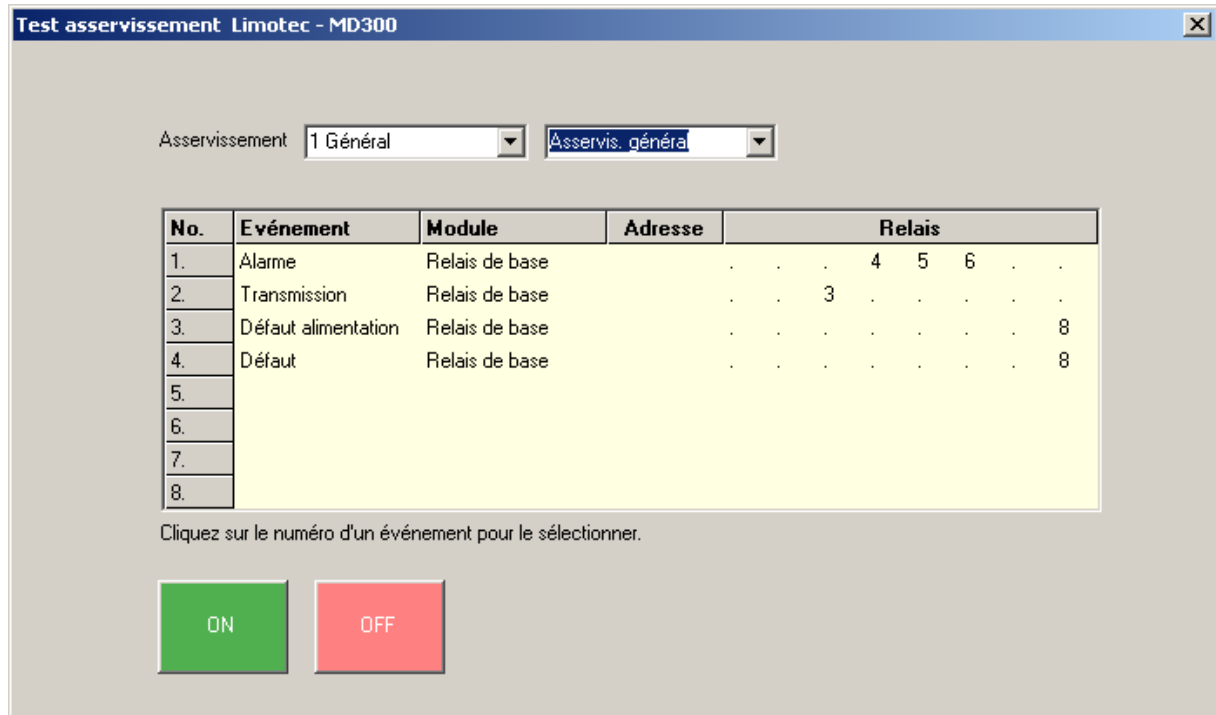 Test asservissement Limotec - MD300
Asservissement 1 Général Asservis. général
No. Evénement Module Adresse Relais
1. Alarme Relais de base . . . 4 5 6 . .
2. Transmission Relais de base . . 3 . . . . .
3. Défaut alimentation Relais de base . . . . . . . 8
4. Défaut Relais de base . . . . . . . 8
5.
6.
7.
8.
Cliquez sur le numéro d'un événement pour le sélectionner.
ON OFF